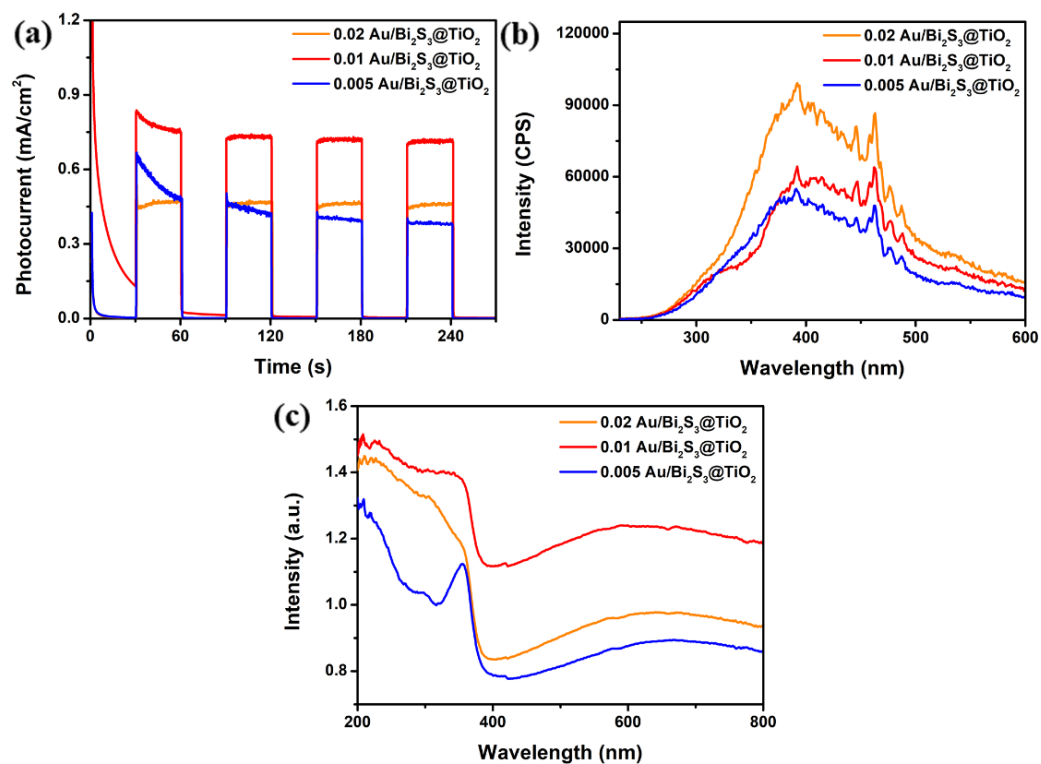 (a)
1.2
0.9
0.6
0.3
0.0
Photocurrent (mA/cm²)
0.02 Au/Bi₂S₃@TiO₂
0.01 Au/Bi₂S₃@TiO₂
0.005 Au/Bi₂S₃@TiO₂
0 60 120 180 240
Time (s)
(b)
120000
90000
60000
30000
0
Intensity (CPS)
0.02 Au/Bi₂S₃@TiO₂
0.01 Au/Bi₂S₃@TiO₂
0.005 Au/Bi₂S₃@TiO₂
300 400 500 600
Wavelength (nm)
(c)
1.6
1.4
1.2
1.0
0.8
Intensity (a.u.)
0.02 Au/Bi₂S₃@TiO₂
0.01 Au/Bi₂S₃@TiO₂
0.005 Au/Bi₂S₃@TiO₂
200 400 600 800
Wavelength (nm)